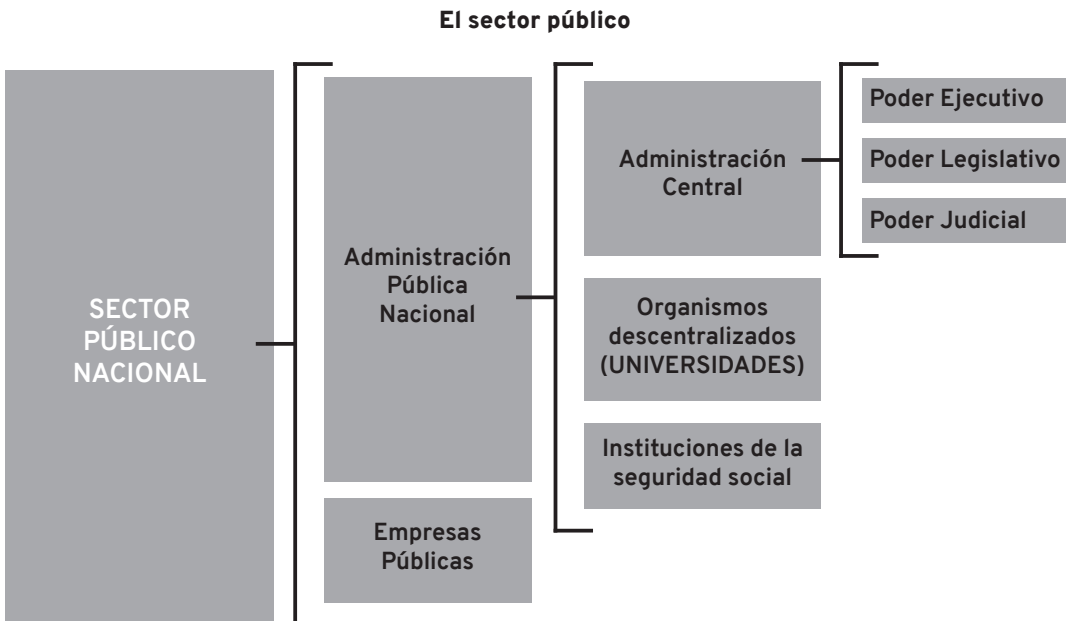 El sector público
SECTOR
PÚBLICO
NACIONAL
Administración
Pública
Nacional
Empresas
Públicas
Administración
Central
Organismos
descentralizados
(UNIVERSIDADES)
Instituciones de la
seguridad social
Poder Ejecutivo
Poder Legislativo
Poder Judicial